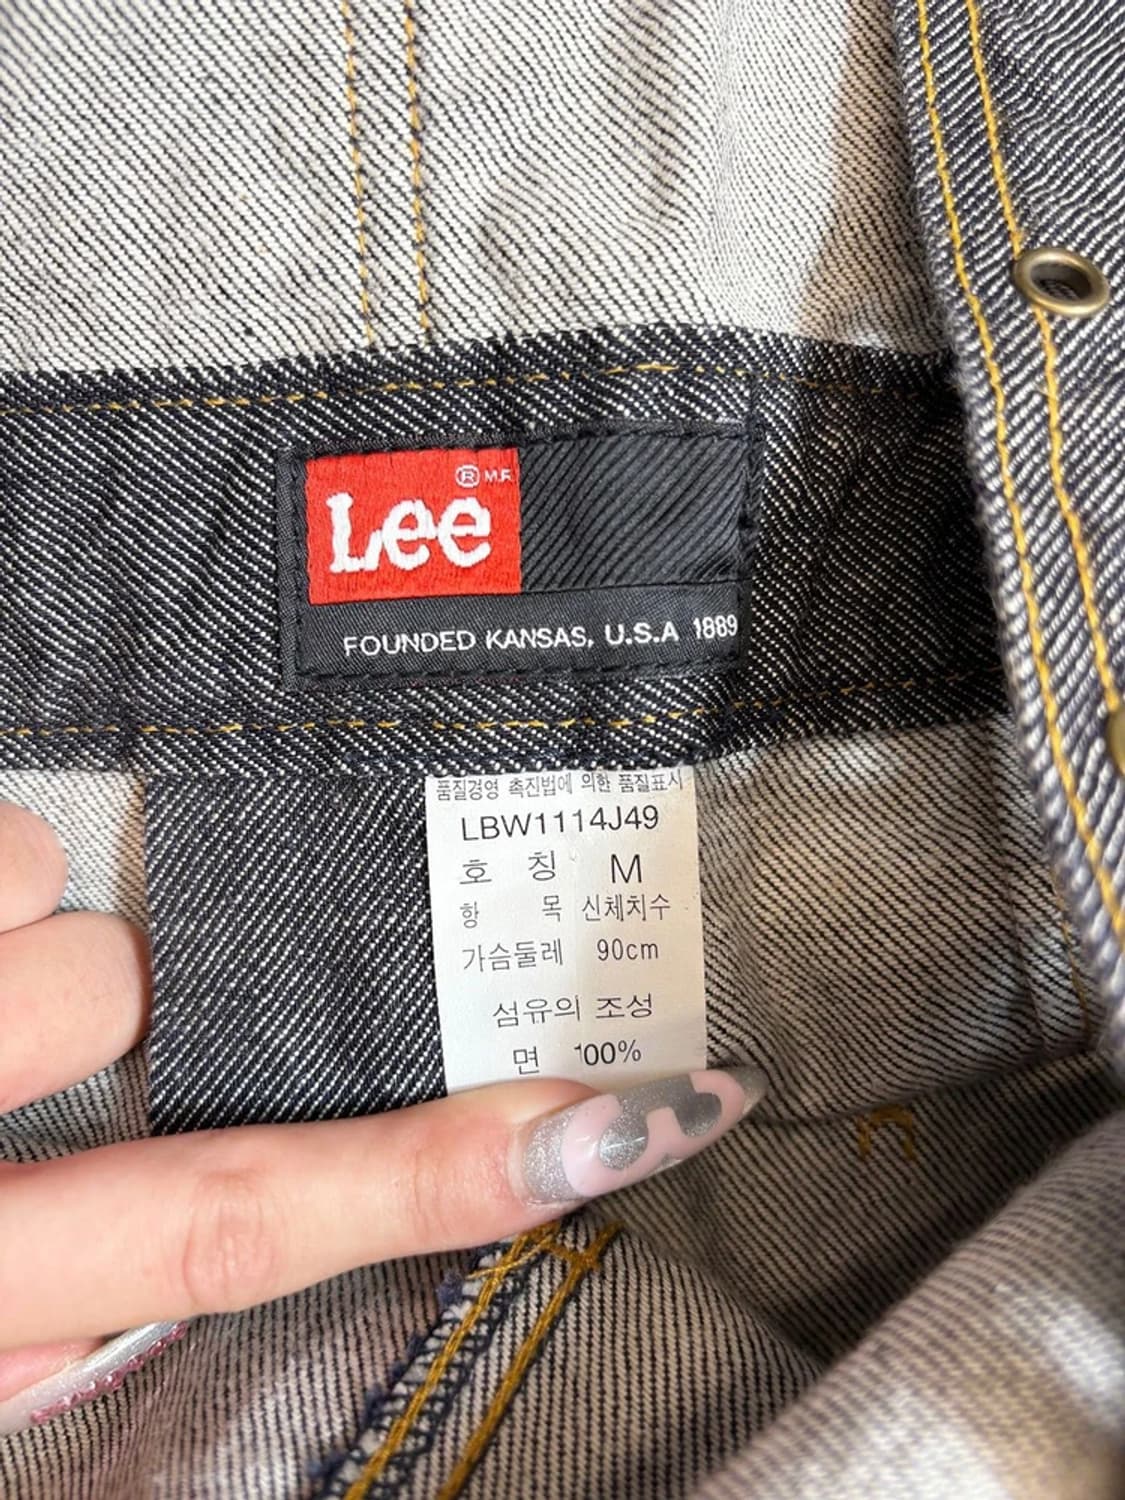 ® M.R
Lee
FOUNDED KANSAS, U.S.A 1889
품질경영 촉진법에 의한 품질표시
LBW1114J49
호 칭 M
항 목 신체치수
가슴둘레 90cm
섬유의 조성
면 100%